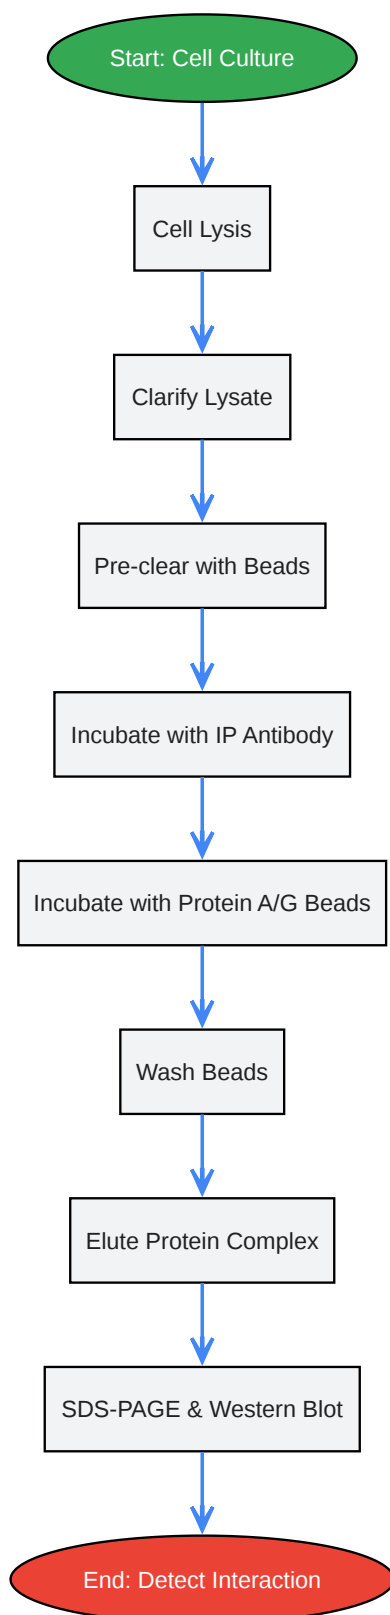 Start: Cell Culture
Cell Lysis
Clarify Lysate
Pre-clear with Beads
Incubate with IP Antibody
Incubate with Protein A/G Beads
Wash Beads
Elute Protein Complex
SDS-PAGE & Western Blot
End: Detect Interaction